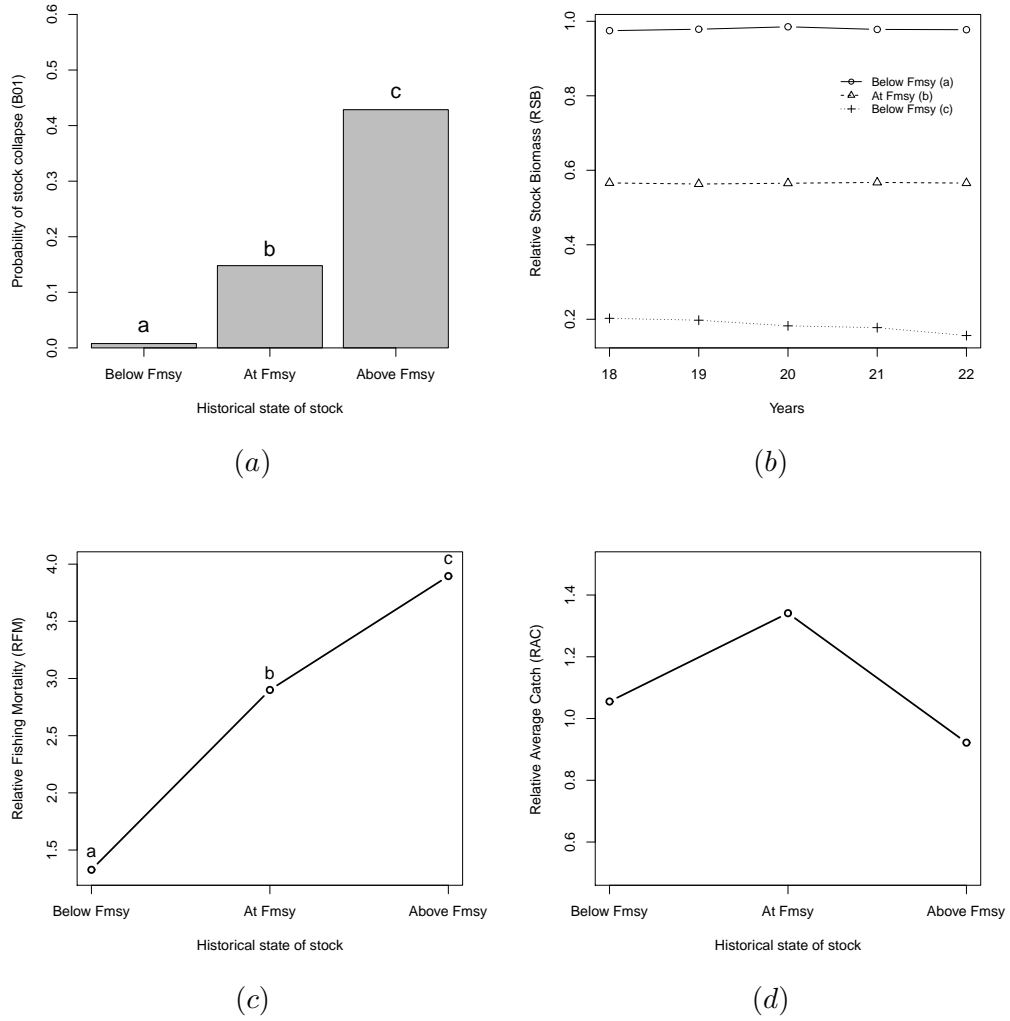 Probability of stock collapse (B01)
0.6
0.5
0.4
0.3
0.2
0.1
0.0
a
b
c
Below Fmsy At Fmsy Above Fmsy
Historical state of stock
(a)
Relative Stock Biomass (RSB)
1.0
0.8
0.6
0.4
0.2
Below Fmsy (a)
At Fmsy (b)
Below Fmsy (c)
18 19 20 21 22
Years
(b)
Relative Fishing Mortality (RFM)
4.0
3.5
3.0
2.5
2.0
1.5
a
b
c
Below Fmsy At Fmsy Above Fmsy
Historical state of stock
(c)
Relative Average Catch (RAC)
1.4
1.2
1.0
0.8
0.6
Below Fmsy At Fmsy Above Fmsy
Historical state of stock
(d)